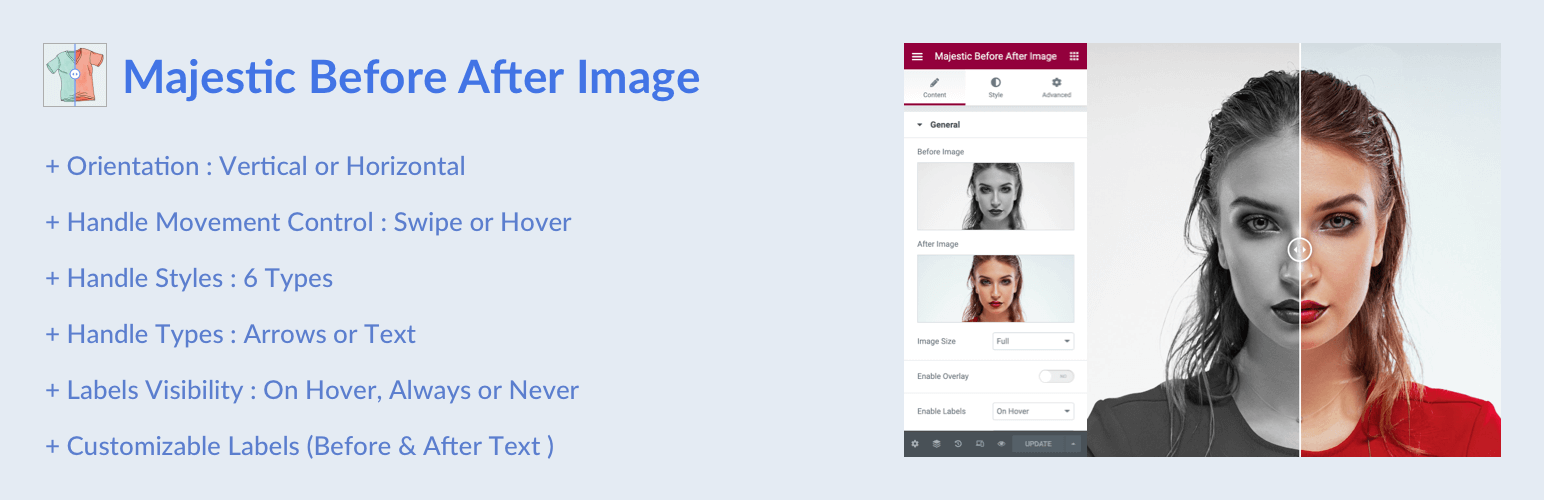 Majestic Before After Image
+ Orientation : Vertical or Horizontal
+ Handle Movement Control : Swipe or Hover
+ Handle Styles : 6 Types
+ Handle Types : Arrows or Text
+ Labels Visibility : On Hover, Always or Never
+ Customizable Labels (Before & After Text )
Majestic Before After Image
Content Style Advanced
General
Before Image
After Image
Image Size Full
Enable Overlay NO
Enable Labels On Hover
UPDATE